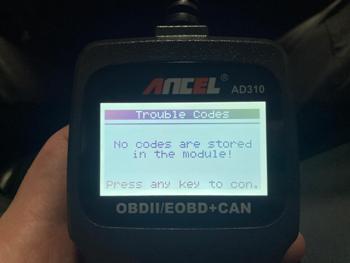 ANCEL®
AD310
Trouble Codes
No codes are stored
in the module!
Press any key to con.
OBDII/EOBD+CAN